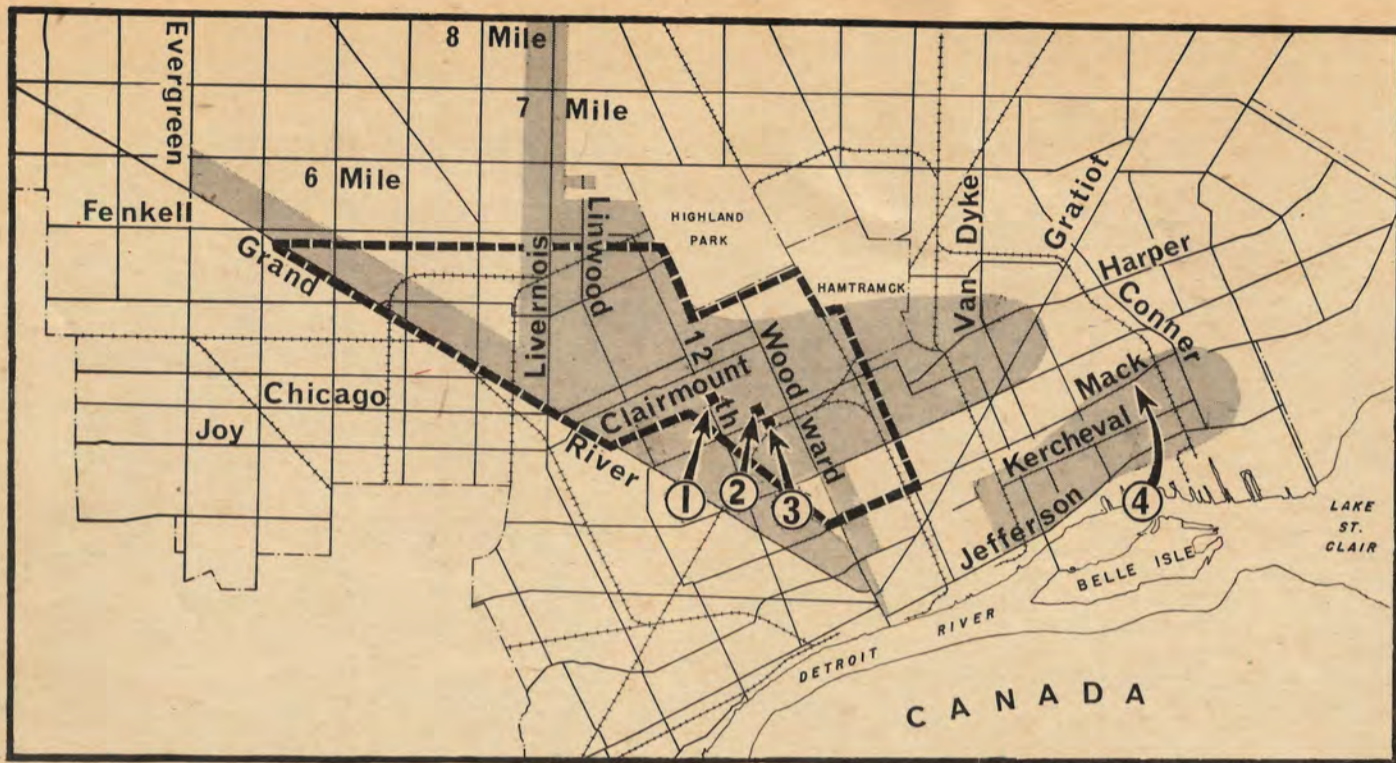 Evergreen
8 Mile
7 Mile
6 Mile
Fenkell
Grand
River
Livernois
Linwood
HIGHLAND
PARK
HAMTRAMCK
Van Dyke
Gratiot
Harper
Conner
12th
Woodward
Clairmount
Chicago
Joy
Mack
Kercheval
Jefferson
1
2
3
4
LAKE
ST.
CLAIR
BELLE ISLE
DETROIT RIVER
CANADA